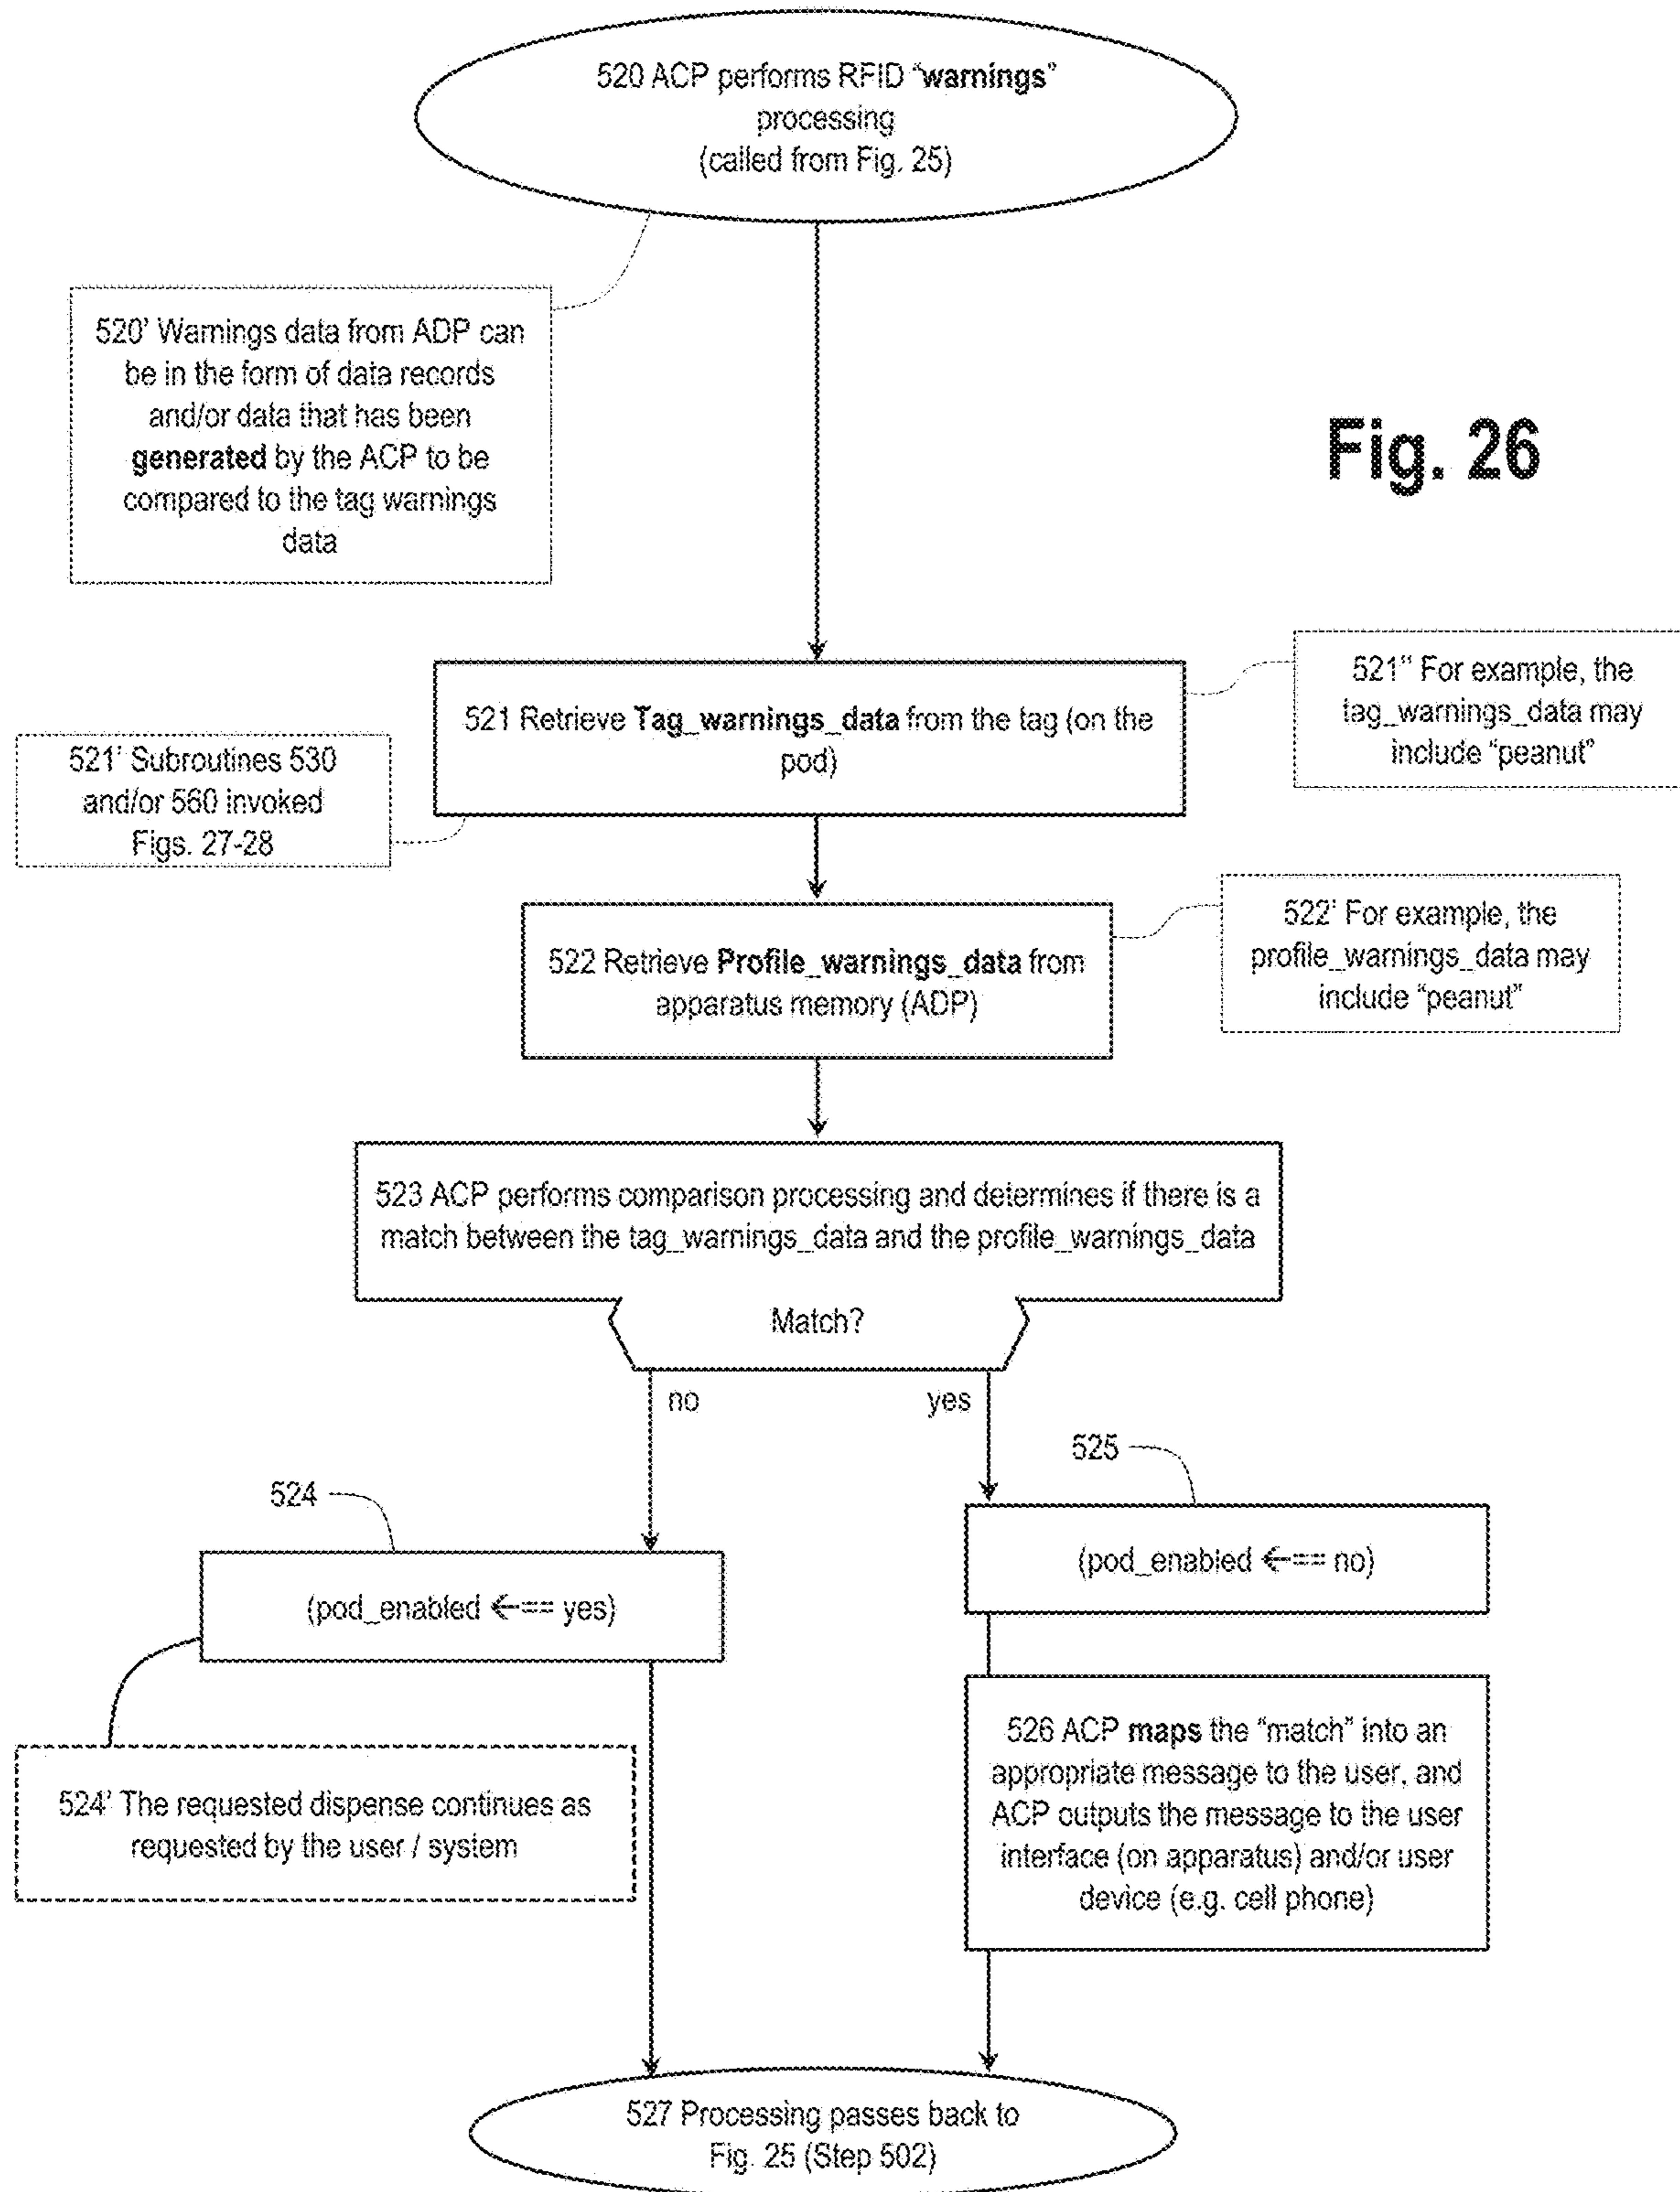 520 ACP performs RFID "warnings"
processing
(called from Fig. 25)
520' Warnings data from ADP can
be in the form of data records
and/or data that has been
generated by the ACP to be
compared to the tag warnings
data
Fig. 26
521 Retrieve Tag_warnings_data from the tag (on the
pod)
521" For example, the
tag_warnings_data may
include "peanut"
521' Subroutines 530
and/or 560 invoked
Figs. 27-28
522 Retrieve Profile_warnings_data from
apparatus memory (ADP)
522' For example, the
profile_warnings_data may
include "peanut"
523 ACP performs comparison processing and determines if there is a
match between the tag_warnings_data and the profile_warnings_data
Match?
no
yes
525
524
(pod_enabled ←== no)
(pod_enabled ←== yes)
526 ACP maps the "match" into an
appropriate message to the user, and
ACP outputs the message to the user
interface (on apparatus) and/or user
device (e.g. cell phone)
524' The requested dispense continues as
requested by the user / system
527 Processing passes back to
Fig. 25 (Step 502)